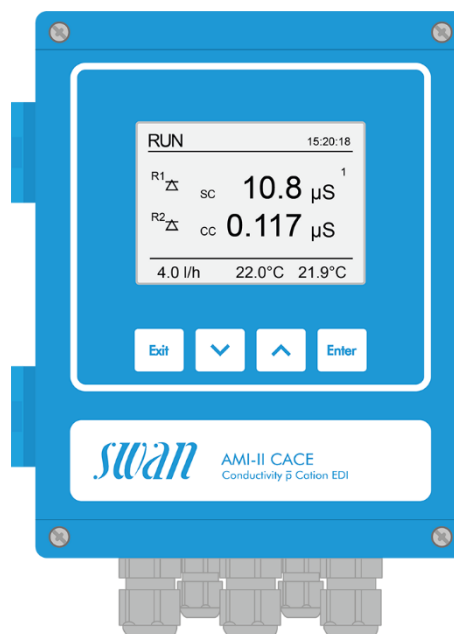 RUN 15:20:18
R1 sc 10.8 µS 1
R2 cc 0.117 µS
4.0 l/h 22.0°C 21.9°C
Exit Enter
swan AMI-II CACE
Conductivity p̄ Cation EDI